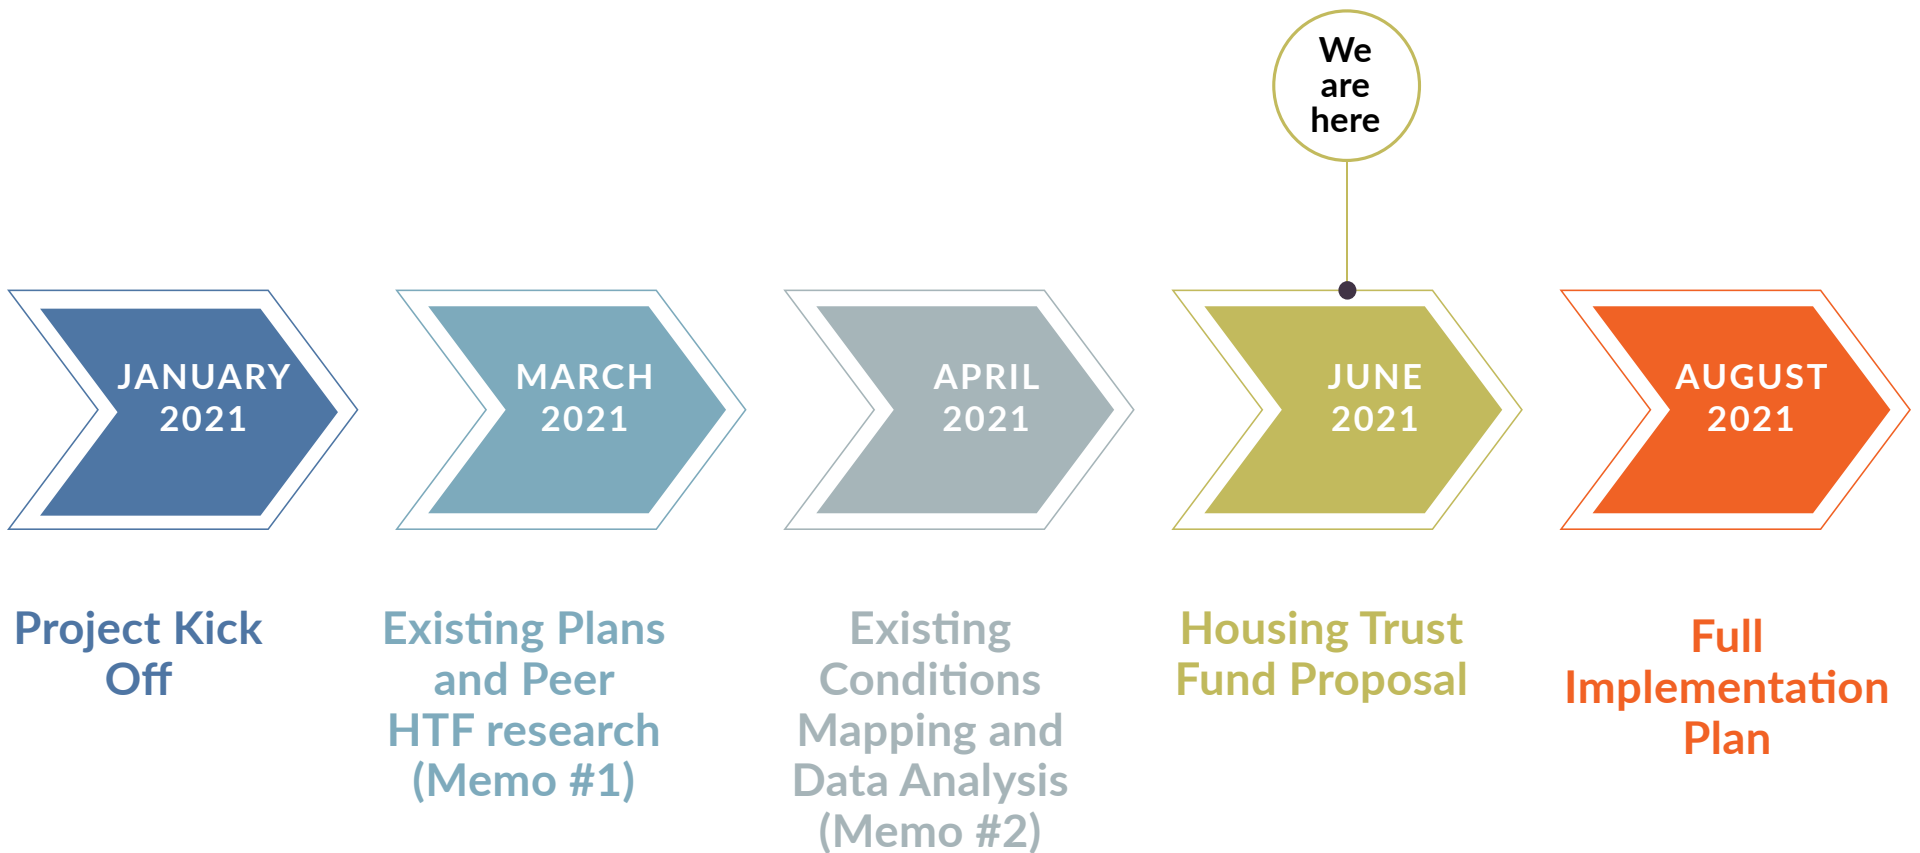 We
are
here
JANUARY
2021
MARCH
2021
APRIL
2021
JUNE
2021
AUGUST
2021
Project Kick
Off
Existing Plans
and Peer
HTF research
(Memo #1)
Existing
Conditions
Mapping and
Data Analysis
(Memo #2)
Housing Trust
Fund Proposal
Full
Implementation
Plan